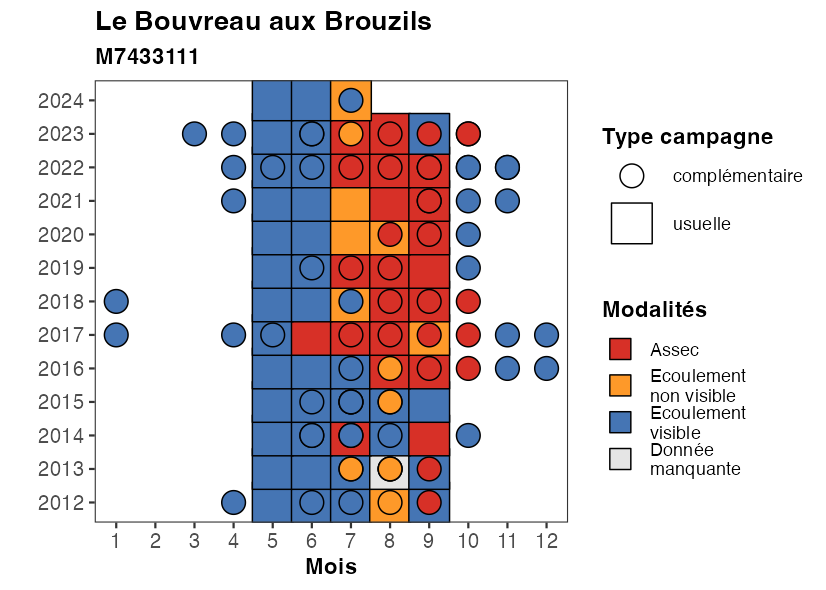 Le Bouvreau aux Brouzils
M7433111
2024
2023
2022
2021
2020
2019
2018
2017
2016
2015
2014
2013
2012
1 2 3 4 5 6 7 8 9 10 11 12
Mois
Type campagne
complémentaire
usuelle
Modalités
Assec
Ecoulement
non visible
Ecoulement
visible
Donnée
manquante